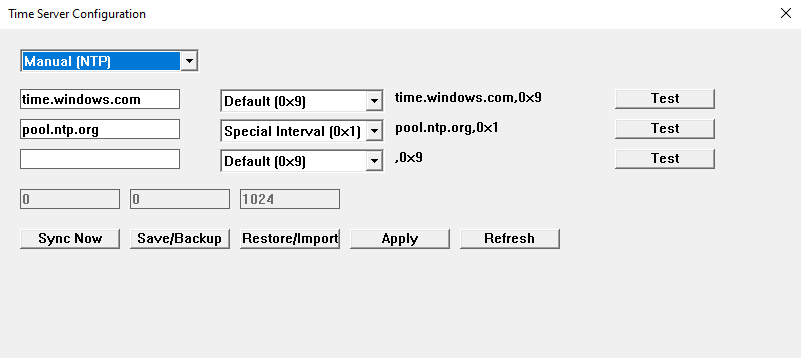 Time Server Configuration
Manual (NTP)
time.windows.com Default (0x9) time.windows.com,0x9 Test
pool.ntp.org Special Interval (0x1) pool.ntp.org,0x1 Test
Default (0x9) ,0x9 Test
0 0 1024
Sync Now Save/Backup Restore/Import Apply Refresh